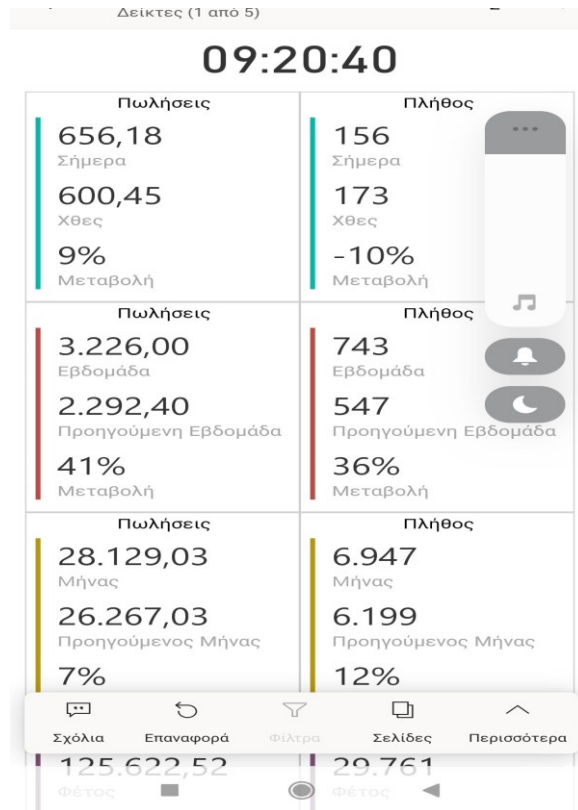 Δείκτες (1 από 5)
09:20:40
Πωλήσεις
656,18
Σήμερα
600,45
Χθες
9%
Μεταβολή
Πλήθος
156
Σήμερα
173
Χθες
-10%
Μεταβολή
Πωλήσεις
3.226,00
Εβδομάδα
2.292,40
Προηγούμενη Εβδομάδα
41%
Μεταβολή
Πλήθος
743
Εβδομάδα
547
Προηγούμενη Εβδομάδα
36%
Μεταβολή
Πωλήσεις
28.129,03
Μήνας
26.267,03
Προηγούμενος Μήνας
7%
Πλήθος
6.947
Μήνας
6.199
Προηγούμενος Μήνας
12%
Σχόλια
Επαναφορά
Φίλτρα
Σελίδες
Περισσότερα
125.622,52
Φέτος
29.761
Φέτος